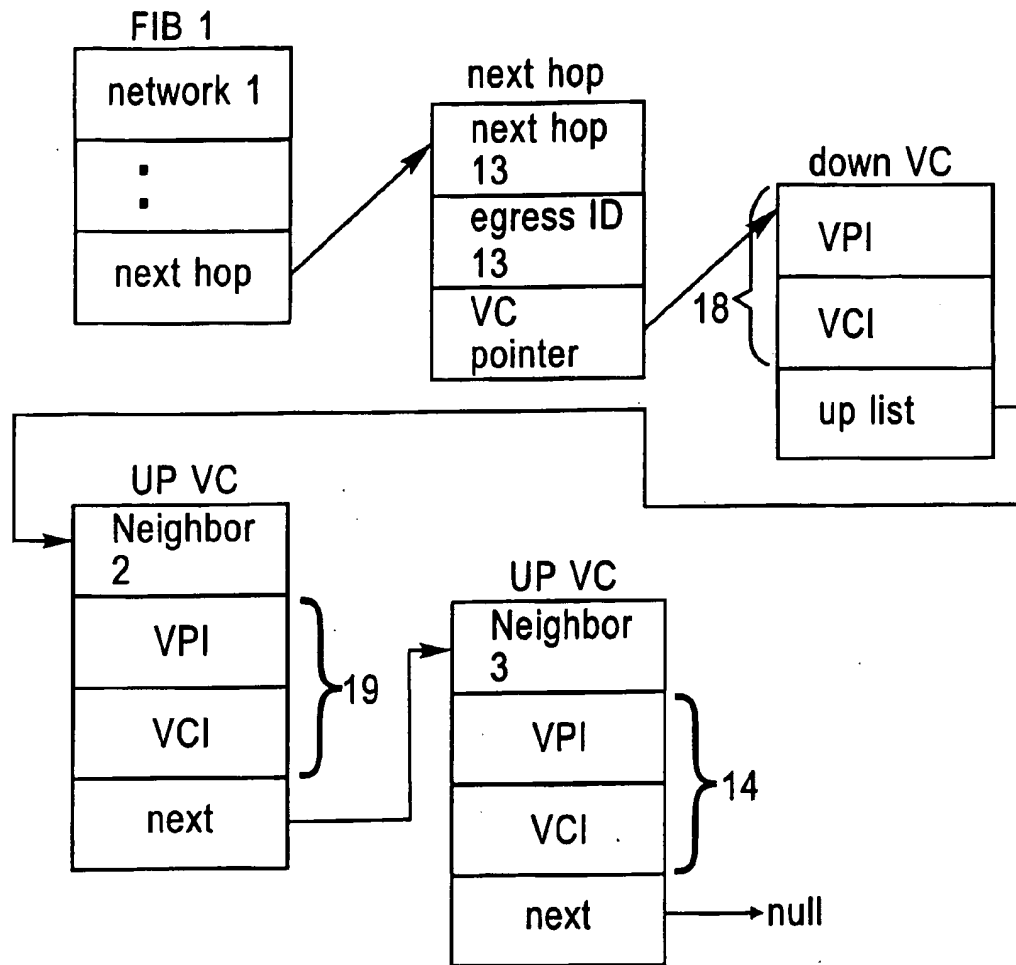 FIB 1
network 1
:
next hop
next hop
next hop
13
egress ID
13
VC
pointer
down VC
VPI
VCI
up list
18
UP VC
Neighbor
2
VPI
VCI
next
19
UP VC
Neighbor
3
VPI
VCI
next
14
null